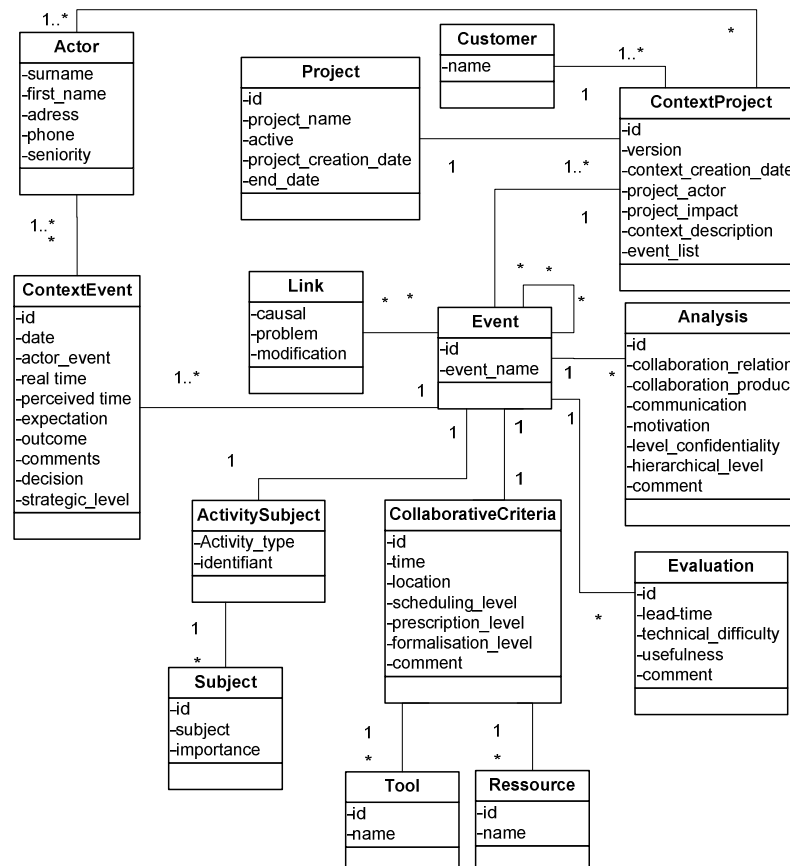 1..*
*
Actor
-surname
-first_name
-adress
-phone
-seniority
1..*
*
Project
-id
-project_name
-active
-project_creation_date
-end_date
Customer
-name
1..*
1
1
ContextProject
-id
-version
-context_creation_date
-project_actor
-project_impact
-context_description
-event_list
1..*
1
ContextEvent
-id
-date
-actor_event
-real time
-perceived time
-expectation
-outcome
-comments
-decision
-strategic_level
1..*
1
Link
-causal
-problem
-modification
*
*
*
*
*
Event
-id
-event_name
1
*
1
*
1
1
1
1
Analysis
-id
-collaboration_relation
-collaboration_produc
-communication
-motivation
-level_confidentiality
-hierarchical_level
-comment
ActivitySubject
-Activity_type
-identifiant
1
*
Subject
-id
-subject
-importance
CollaborativeCriteria
-id
-time
-location
-scheduling_level
-prescription_level
-formalisation_level
-comment
Evaluation
-id
-lead-time
-technical_difficulty
-usefulness
-comment
1
*
1
*
Tool
-id
-name
Ressource
-id
-name